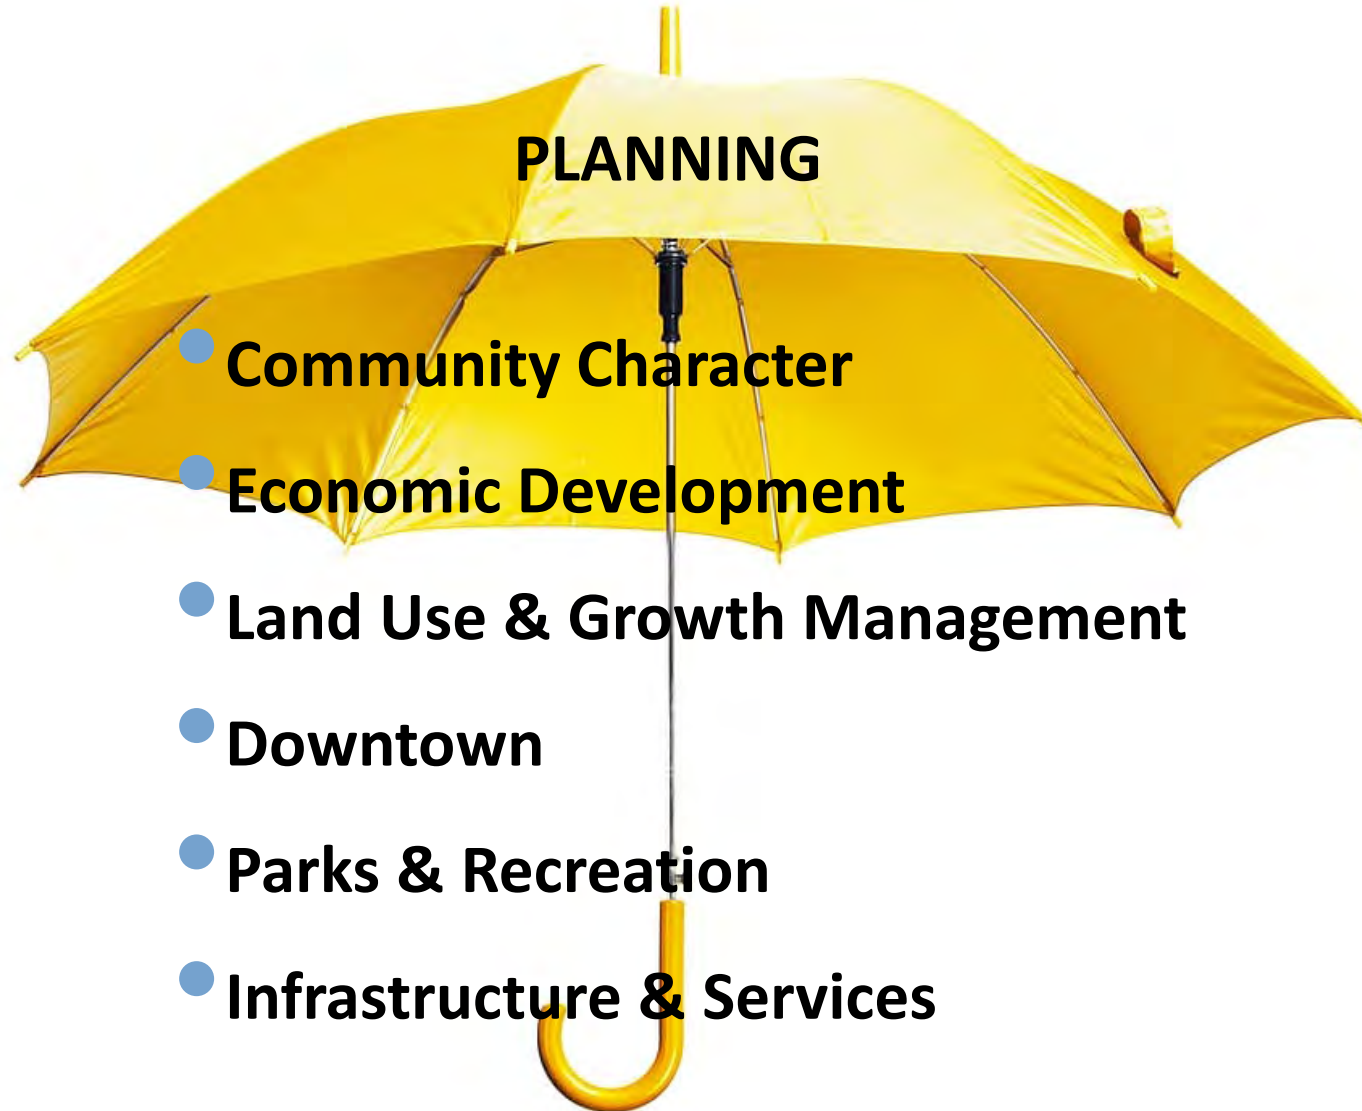 PLANNING
Community Character
Economic Development
Land Use & Growth Management
Downtown
Parks & Recreation
Infrastructure & Services